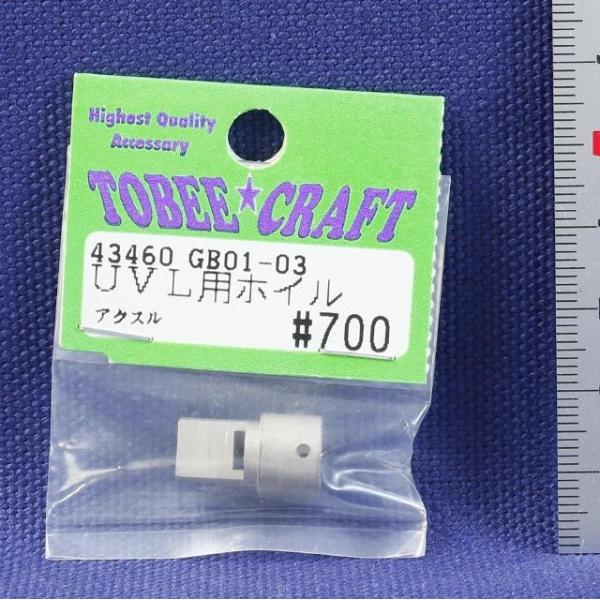 Highest Quality
Accessary
TOBEE★CRAFT
43460 GB01-03
UVL用ホイル
アクスル
#700